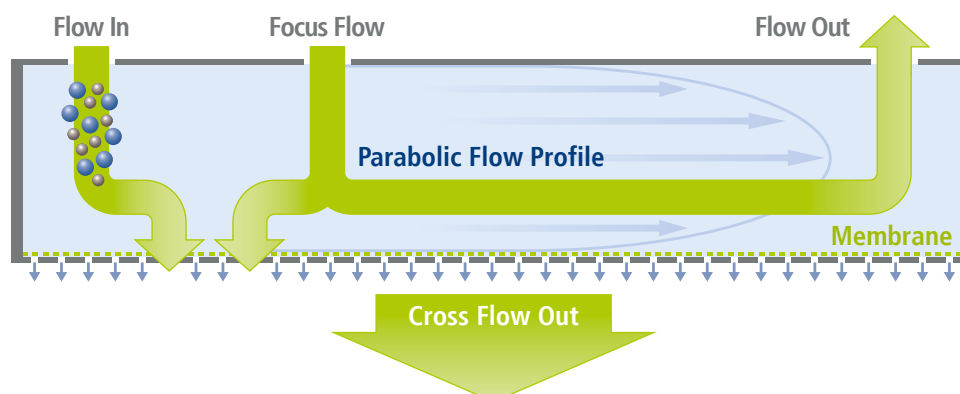 Flow In
Focus Flow
Flow Out
Parabolic Flow Profile
Membrane
Cross Flow Out